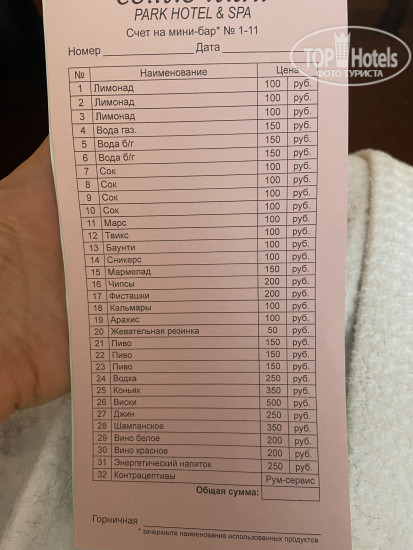 PARK HOTEL & SPA
Счет на мини-бар* № 1-11
Номер Дата
TOP Hotels
ФОТО ТУРИСТА
№ Наименование Цена
1 Лимонад 100 руб.
2 Лимонад 100 руб.
3 Лимонад 100 руб.
4 Вода газ. 150 руб.
5 Вода б/г 150 руб.
6 Вода б/г 150 руб.
7 Сок 100 руб.
8 Сок 100 руб.
9 Сок 100 руб.
10 Сок 100 руб.
11 Марс 100 руб.
12 Твикс 100 руб.
13 Баунти 100 руб.
14 Сникерс 100 руб.
15 Мармелад 150 руб.
16 Чипсы 200 руб.
17 Фисташки 200 руб.
18 Кальмары 100 руб.
19 Арахис 100 руб.
20 Жевательная резинка 50 руб.
21 Пиво 150 руб.
22 Пиво 150 руб.
23 Пиво 150 руб.
24 Водка 250 руб.
25 Коньяк 350 руб.
26 Виски 500 руб.
27 Джин 250 руб.
28 Шампанское 350 руб.
29 Вино белое 200 руб.
30 Вино красное 200 руб.
31 Энергетический напиток 250 руб.
32 Контрацептивы Рум-сервис
Общая сумма:
Горничная
* зачеркните наименование использованных продуктов